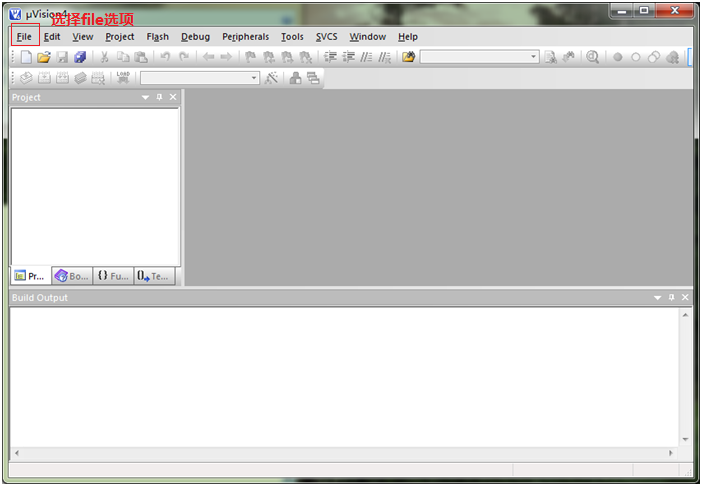 µVision4
选择file选项
File Edit View Project Flash Debug Peripherals Tools SVCS Window Help
LOAD
Project
Pr... Bo... {} Fu... 0 Te...
Build Output